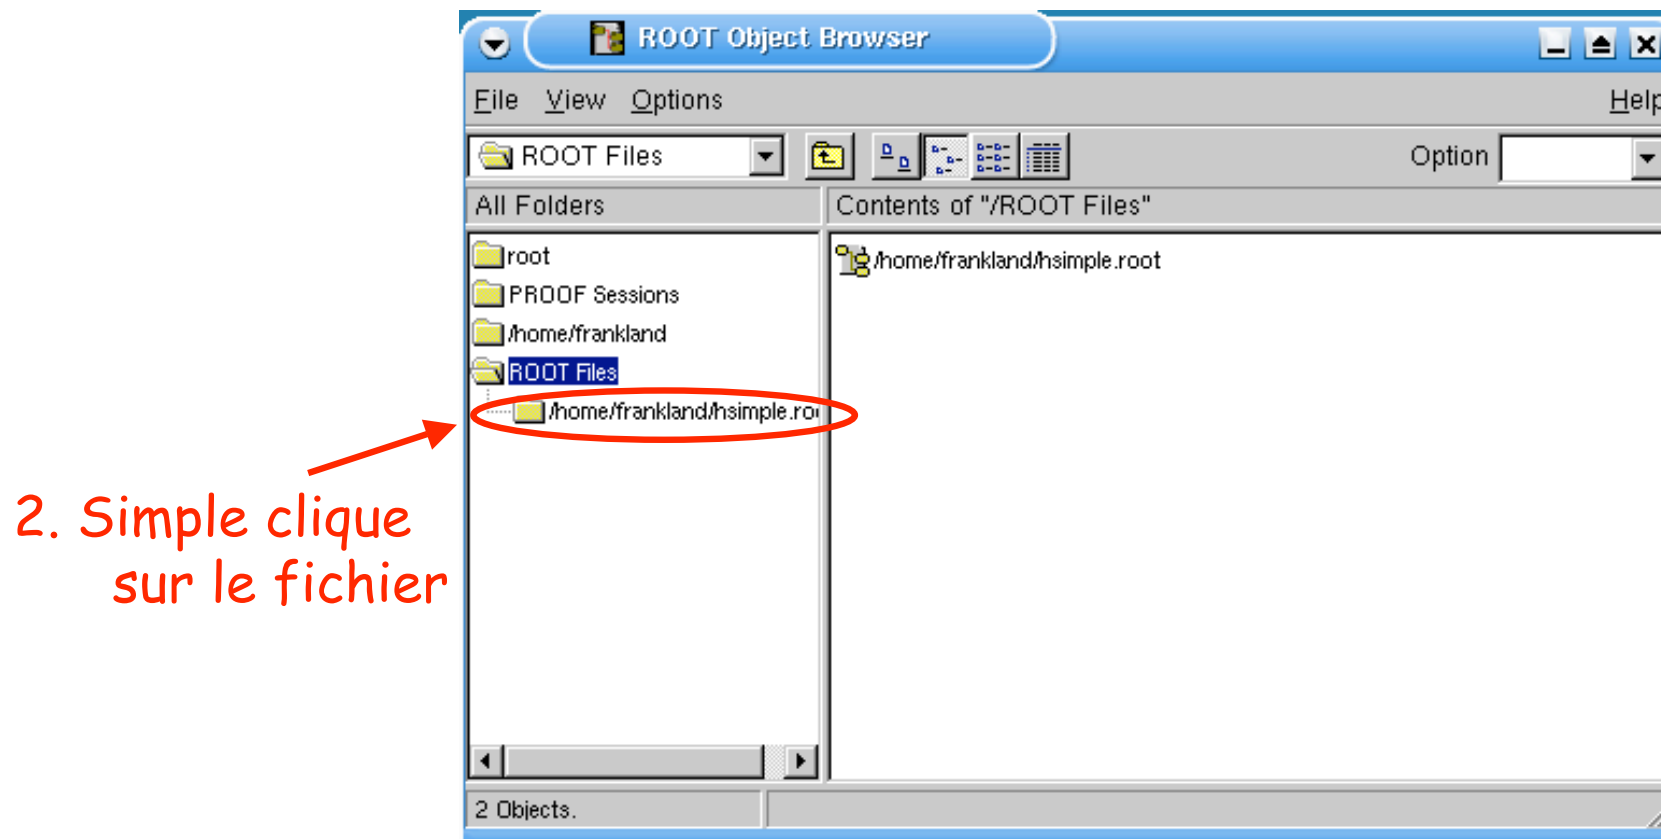 ROOT Object Browser
File View Options Help
ROOT Files Option
All Folders
Contents of "/ROOT Files"
root
PROOF Sessions
/home/frankland
ROOT Files
/home/frankland/hsimple.ro
/home/frankland/hsimple.root
2. Simple clique
sur le fichier
2 Objects.